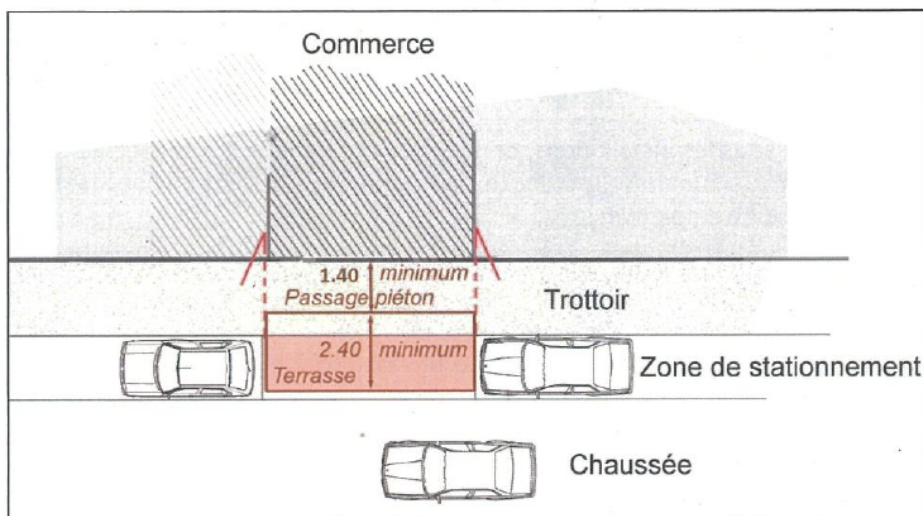 Commerce
1.40 minimum
Passage piéton
Trottoir
2.40 minimum
Terrasse
Zone de stationnement
Chaussée